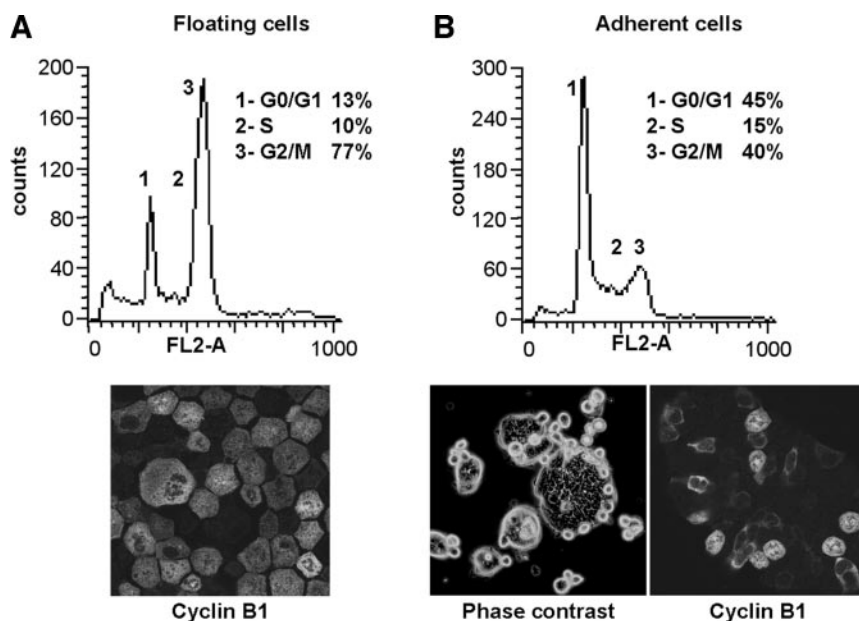 A
Floating cells
200
160
120
80
40
0
counts
3
1
2
1- G0/G1 13%
2- S 10%
3- G2/M 77%
0
FL2-A
1000
Cyclin B1
B
Adherent cells
300
240
180
120
60
0
counts
1
2 3
1- G0/G1 45%
2- S 15%
3- G2/M 40%
0
FL2-A
1000
Phase contrast
Cyclin B1